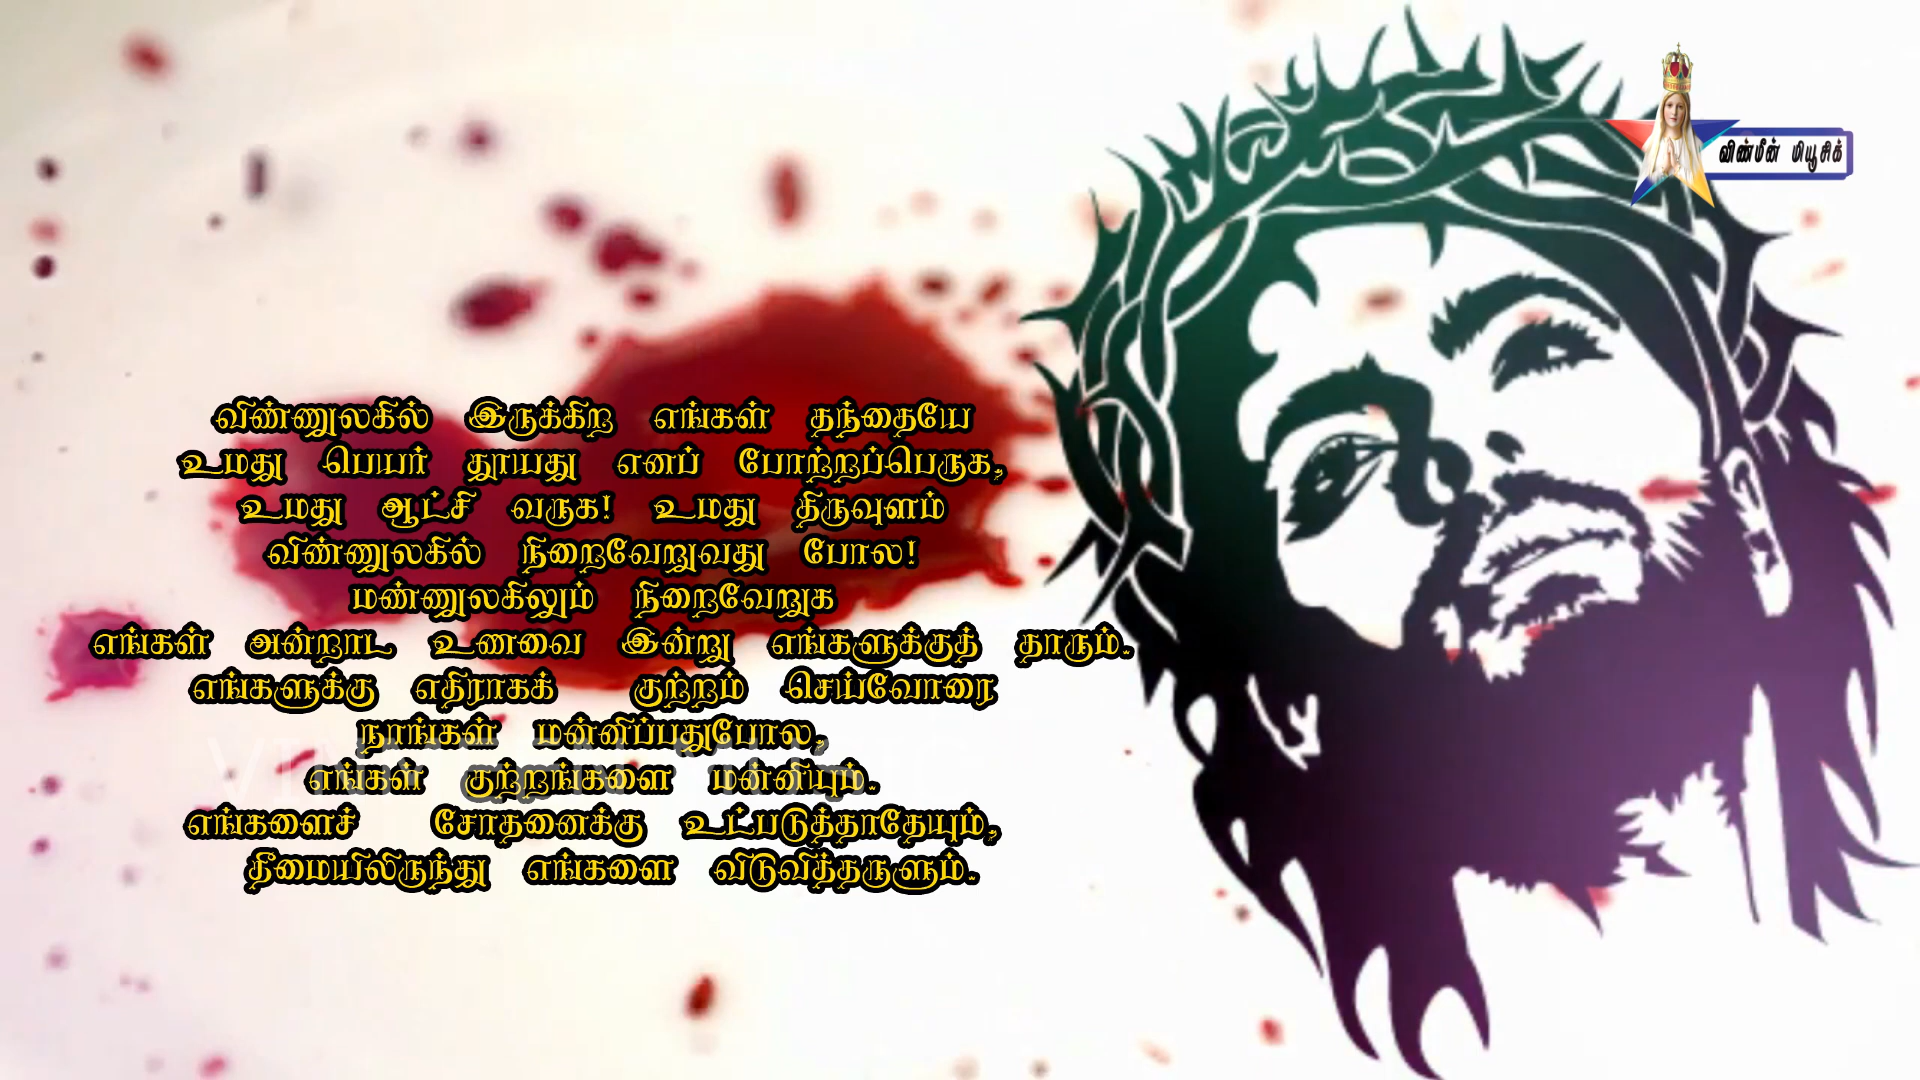 விண்மீன் மியூசிக்
விண்ணுலகில் இருக்கிற எங்கள் தந்தையே
உமது பெயர் தூயது எனப் போற்றப்பெருக,
உமது ஆட்சி வருக! உமது திருவுளம்
விண்ணுலகில் நிறைவேறுவது போல!
மண்ணுலகிலும் நிறைவேறுக
எங்கள் அன்றாட உணவை இன்று எங்களுக்குத் தாரும்.
எங்களுக்கு எதிராகக் குற்றம் செய்வோரை
நாங்கள் மன்னிப்பதுபோல,
எங்கள் குற்றங்களை மன்னியும்.
எங்களைச் சோதனைக்கு உட்படுத்தாதேயும்,
தீமையிலிருந்து எங்களை விடுவித்தருளும்.